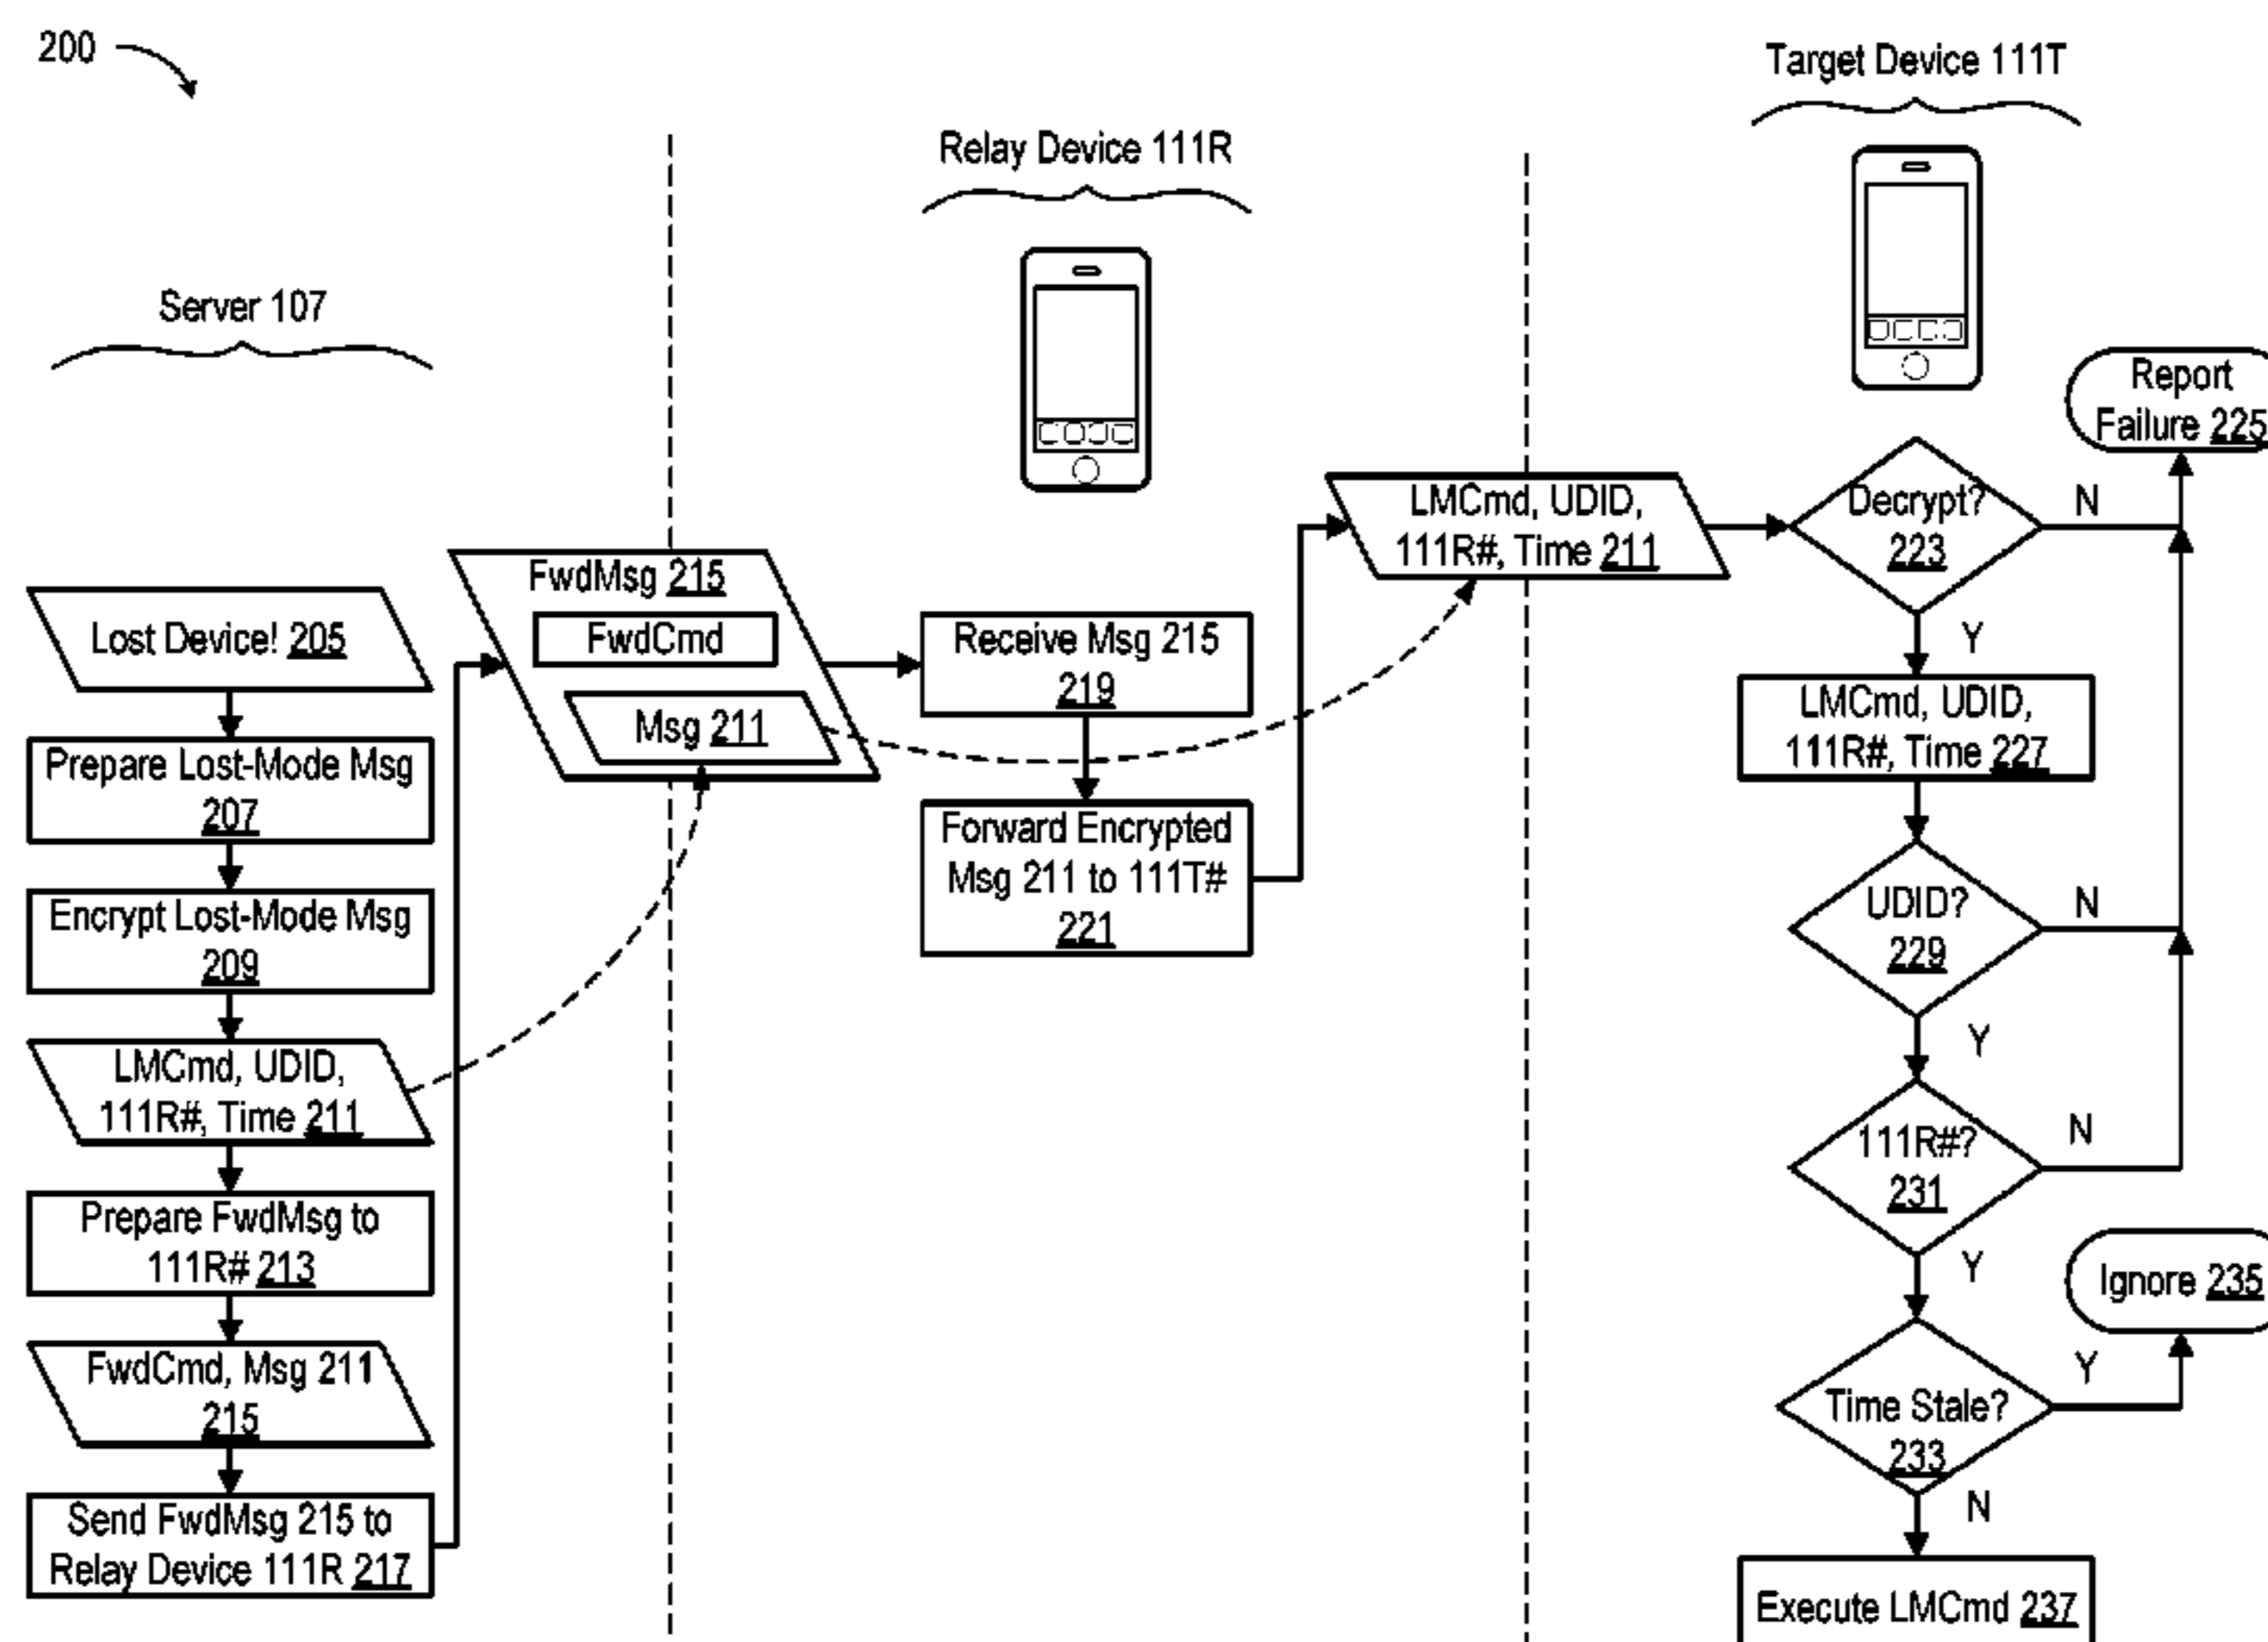 200
Server 107
Lost Device! 205
Prepare Lost-Mode Msg
207
Encrypt Lost-Mode Msg
209
LMCmd, UDID,
111R#, Time 211
Prepare FwdMsg to
111R# 213
FwdCmd, Msg 211
215
Send FwdMsg 215 to
Relay Device 111R 217
FwdMsg 215
FwdCmd
Msg 211
Relay Device 111R
Receive Msg 215
219
Forward Encrypted
Msg 211 to 111T#
221
LMCmd, UDID,
111R#, Time 211
Target Device 111T
Decrypt?
223
N
Report
Failure 225
Y
LMCmd, UDID,
111R#, Time 227
UDID?
229
N
Y
111R#?
231
N
Y
Time Stale?
233
Y
Ignore 235
N
Execute LMCmd 237